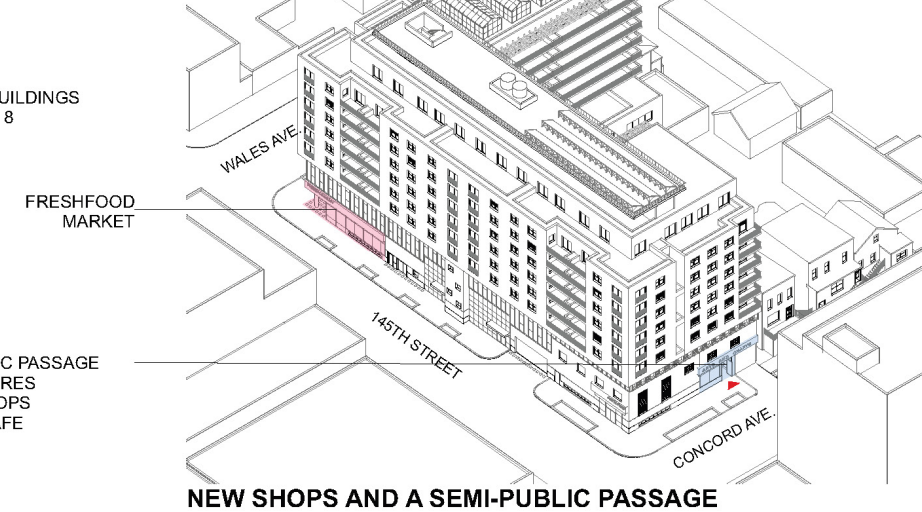 UILDINGS
8
WALES AVE.
FRESHFOOD
MARKET
145TH STREET
C PASSAGE
RES
OPS
AFE
CONCORD AVE.
NEW SHOPS AND A SEMI-PUBLIC PASSAGE